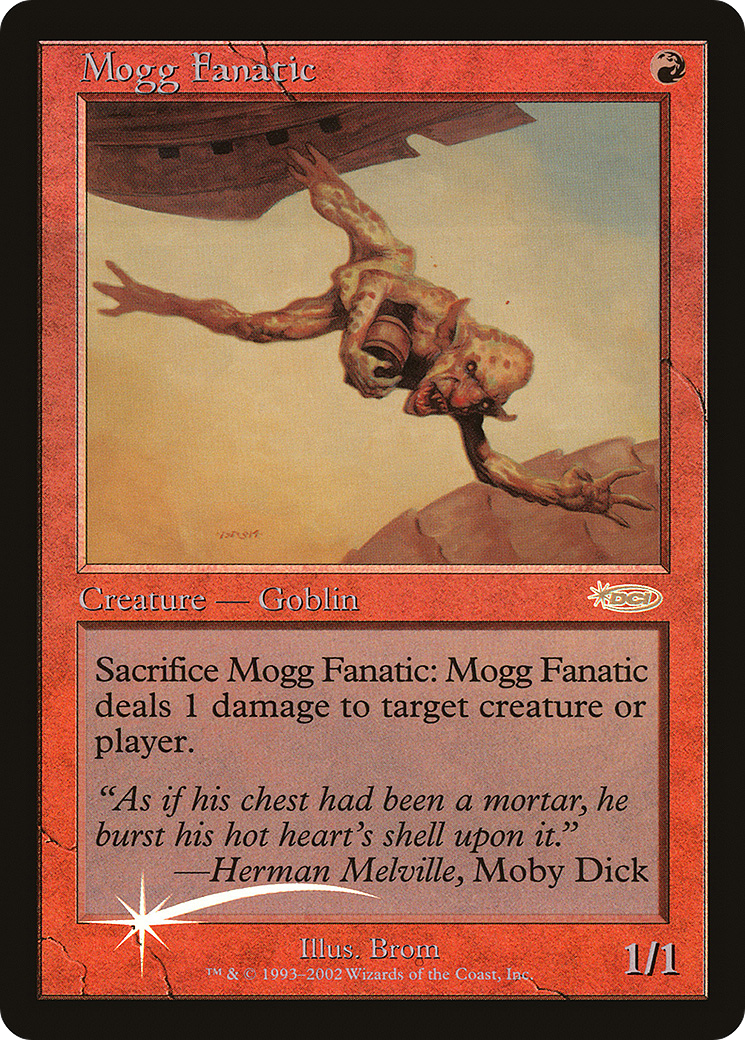 Mogg Fanatic
Creature — Goblin
DCI
Sacrifice Mogg Fanatic: Mogg Fanatic
deals 1 damage to target creature or
player.
“As if his chest had been a mortar, he
burst his hot heart’s shell upon it.”
—Herman Melville, Moby Dick
Illus. Brom
™ & © 1993–2002 Wizards of the Coast, Inc.
1/1